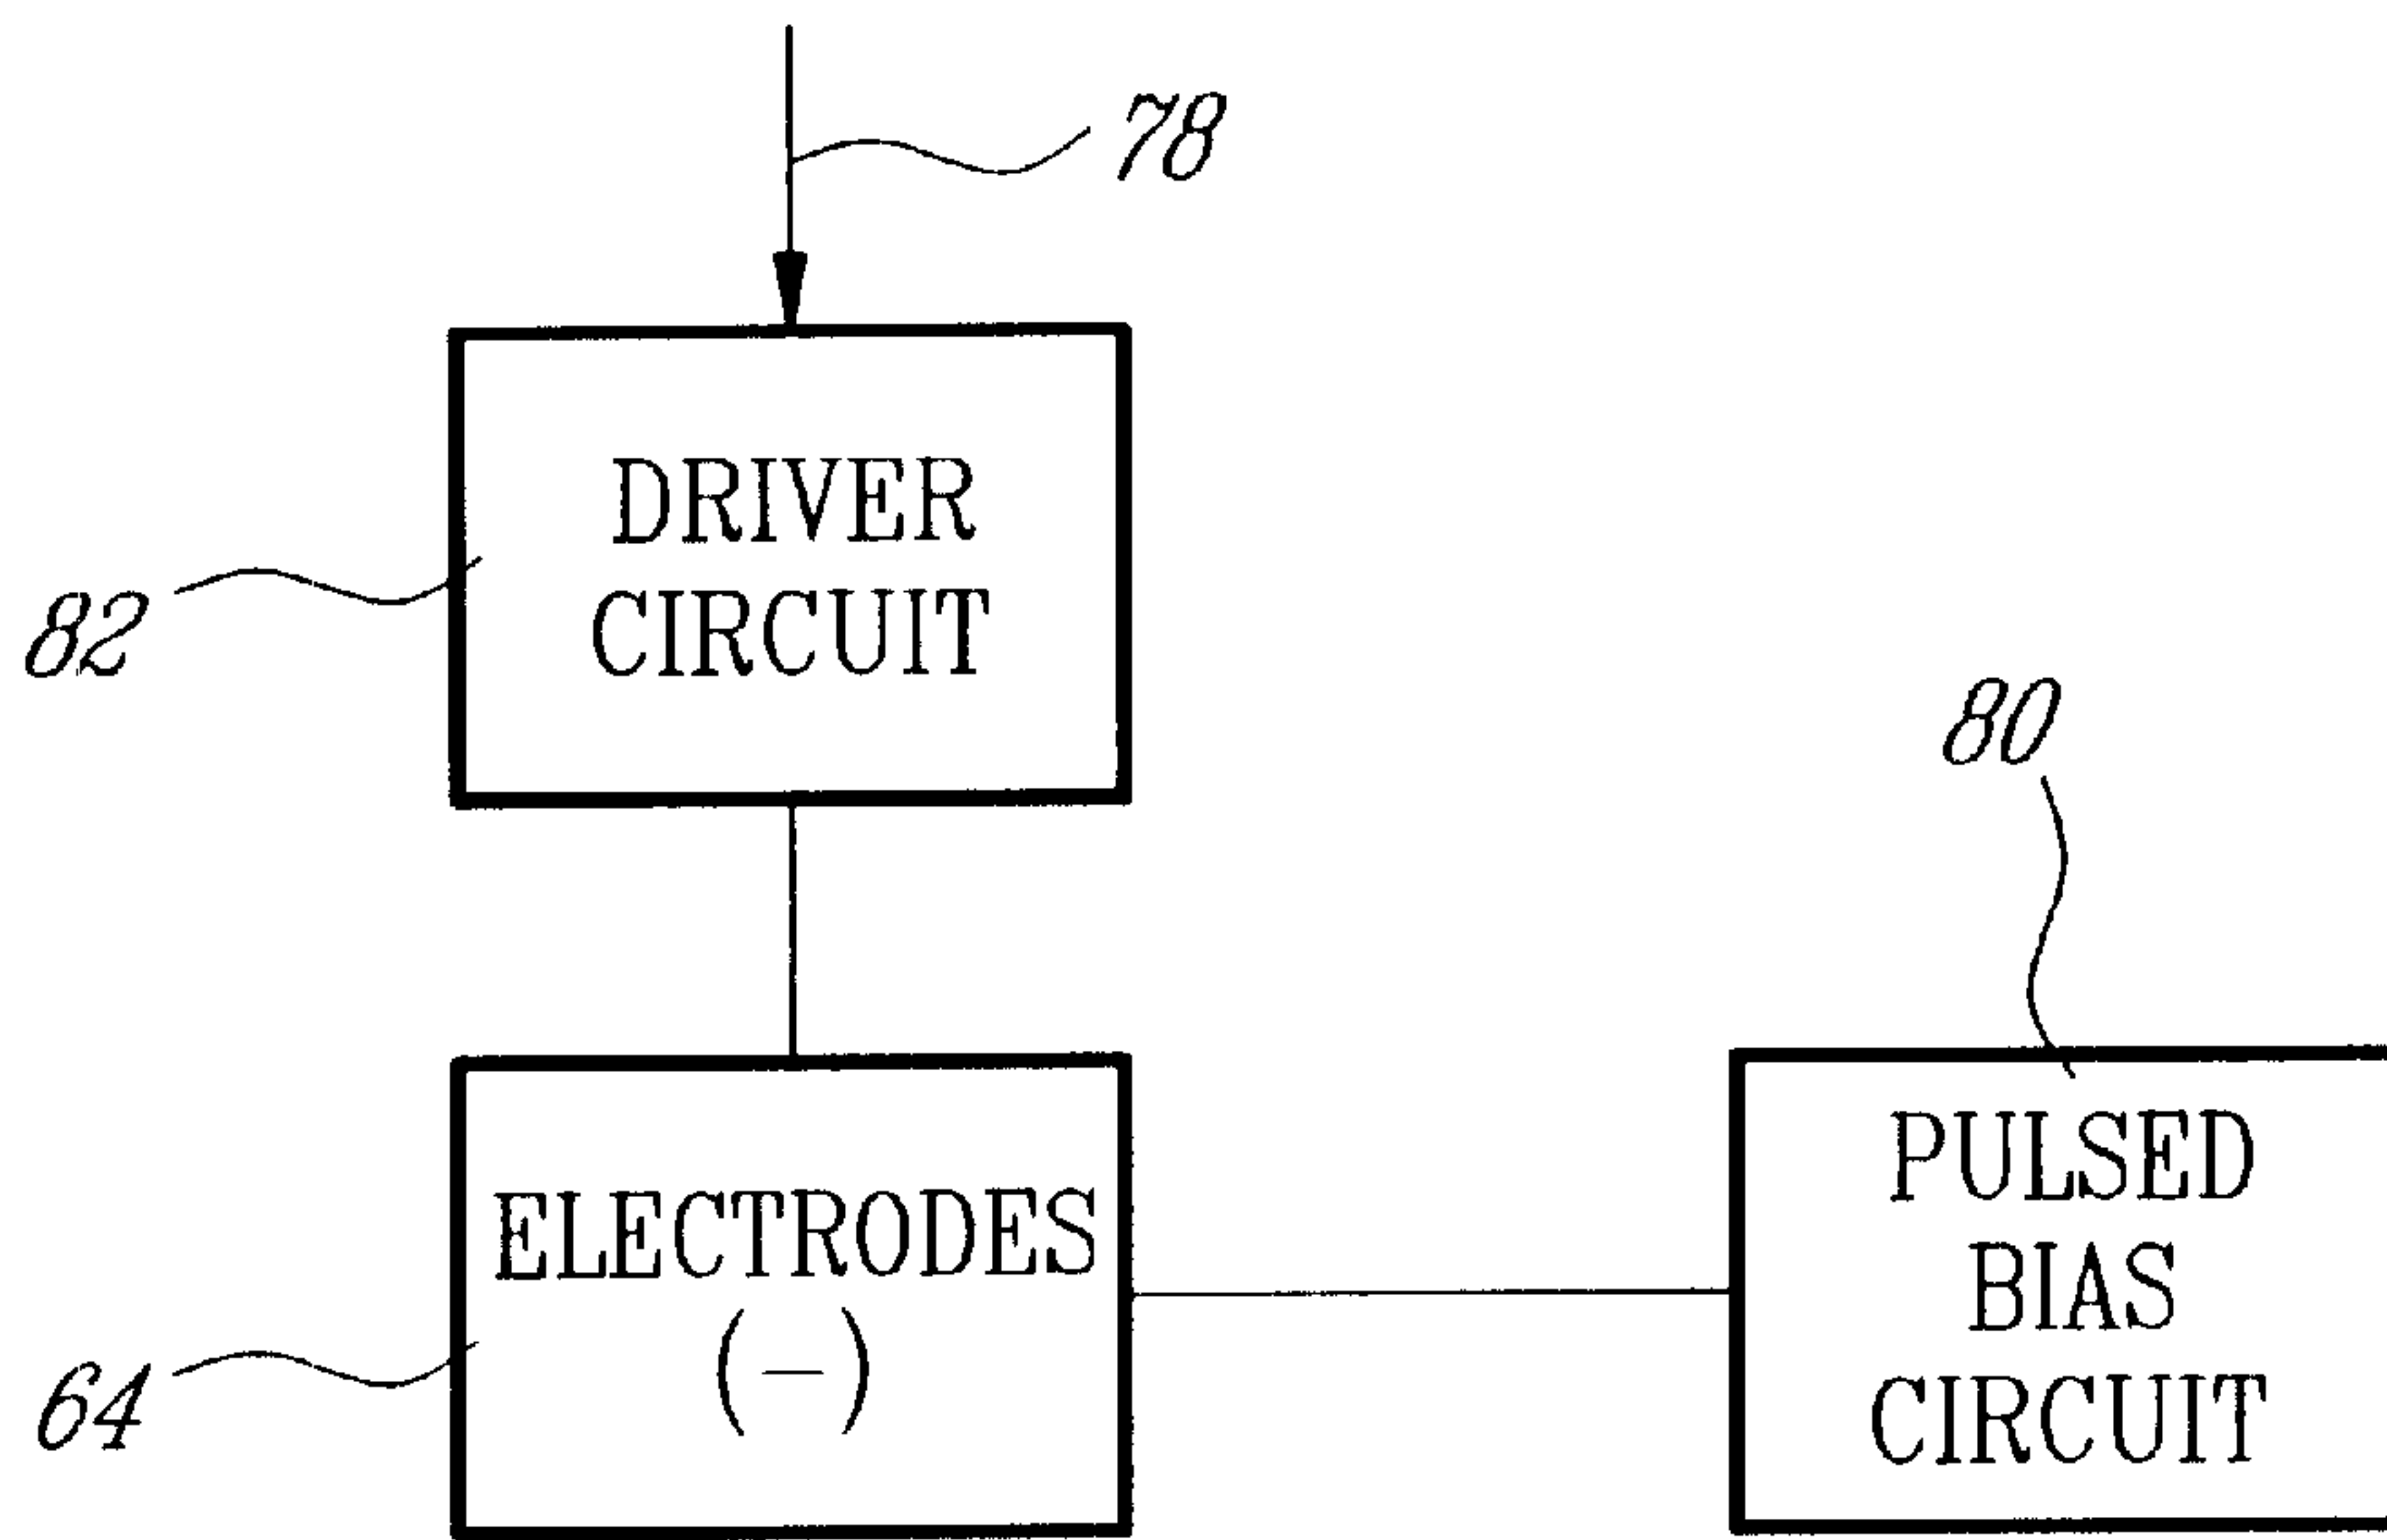 78
DRIVER
CIRCUIT
82
80
PULSED
BIAS
CIRCUIT
ELECTRODES
(-)
64